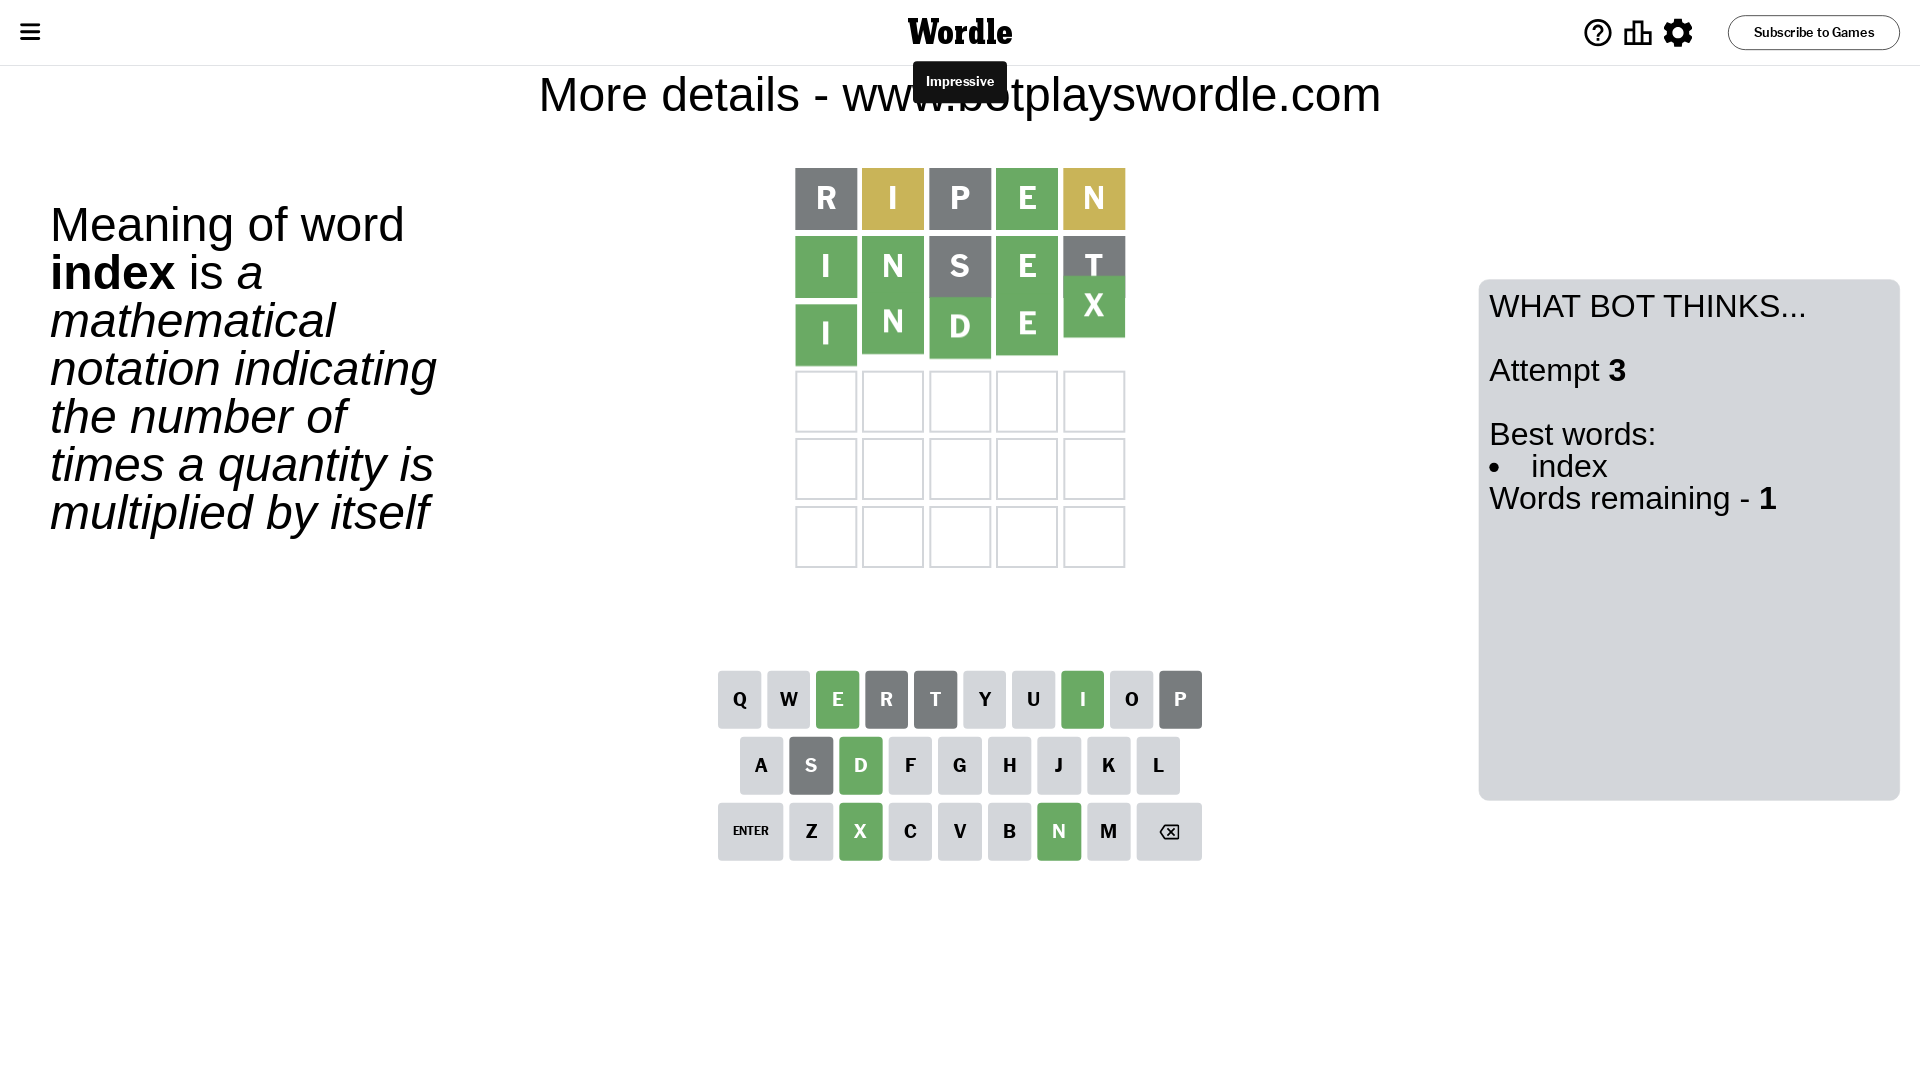 Wordle
Subscribe to Games
Impressive
More details - www.botplayswordle.com
Meaning of word
index is a
mathematical
notation indicating
the number of
times a quantity is
multiplied by itself
R I P E N
I N S E T
I N D E X
WHAT BOT THINKS...
Attempt 3
Best words:
• index
Words remaining - 1
Q W E R T Y U I O P
A S D F G H J K L
ENTER Z X C V B N M